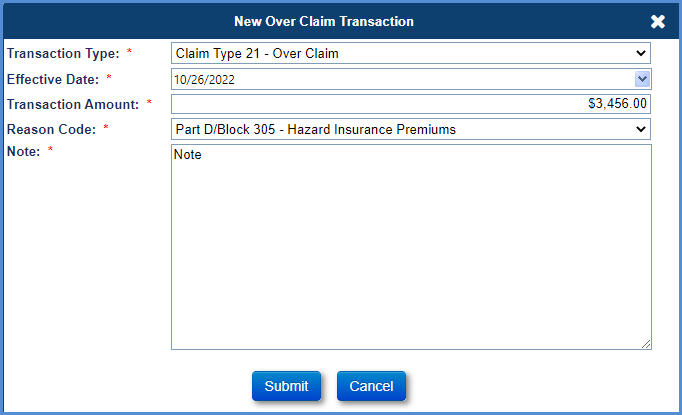 New Over Claim Transaction
Transaction Type: * Claim Type 21 - Over Claim
Effective Date: * 10/26/2022
Transaction Amount: * $3,456.00
Reason Code: * Part D/Block 305 - Hazard Insurance Premiums
Note: * Note
Submit Cancel